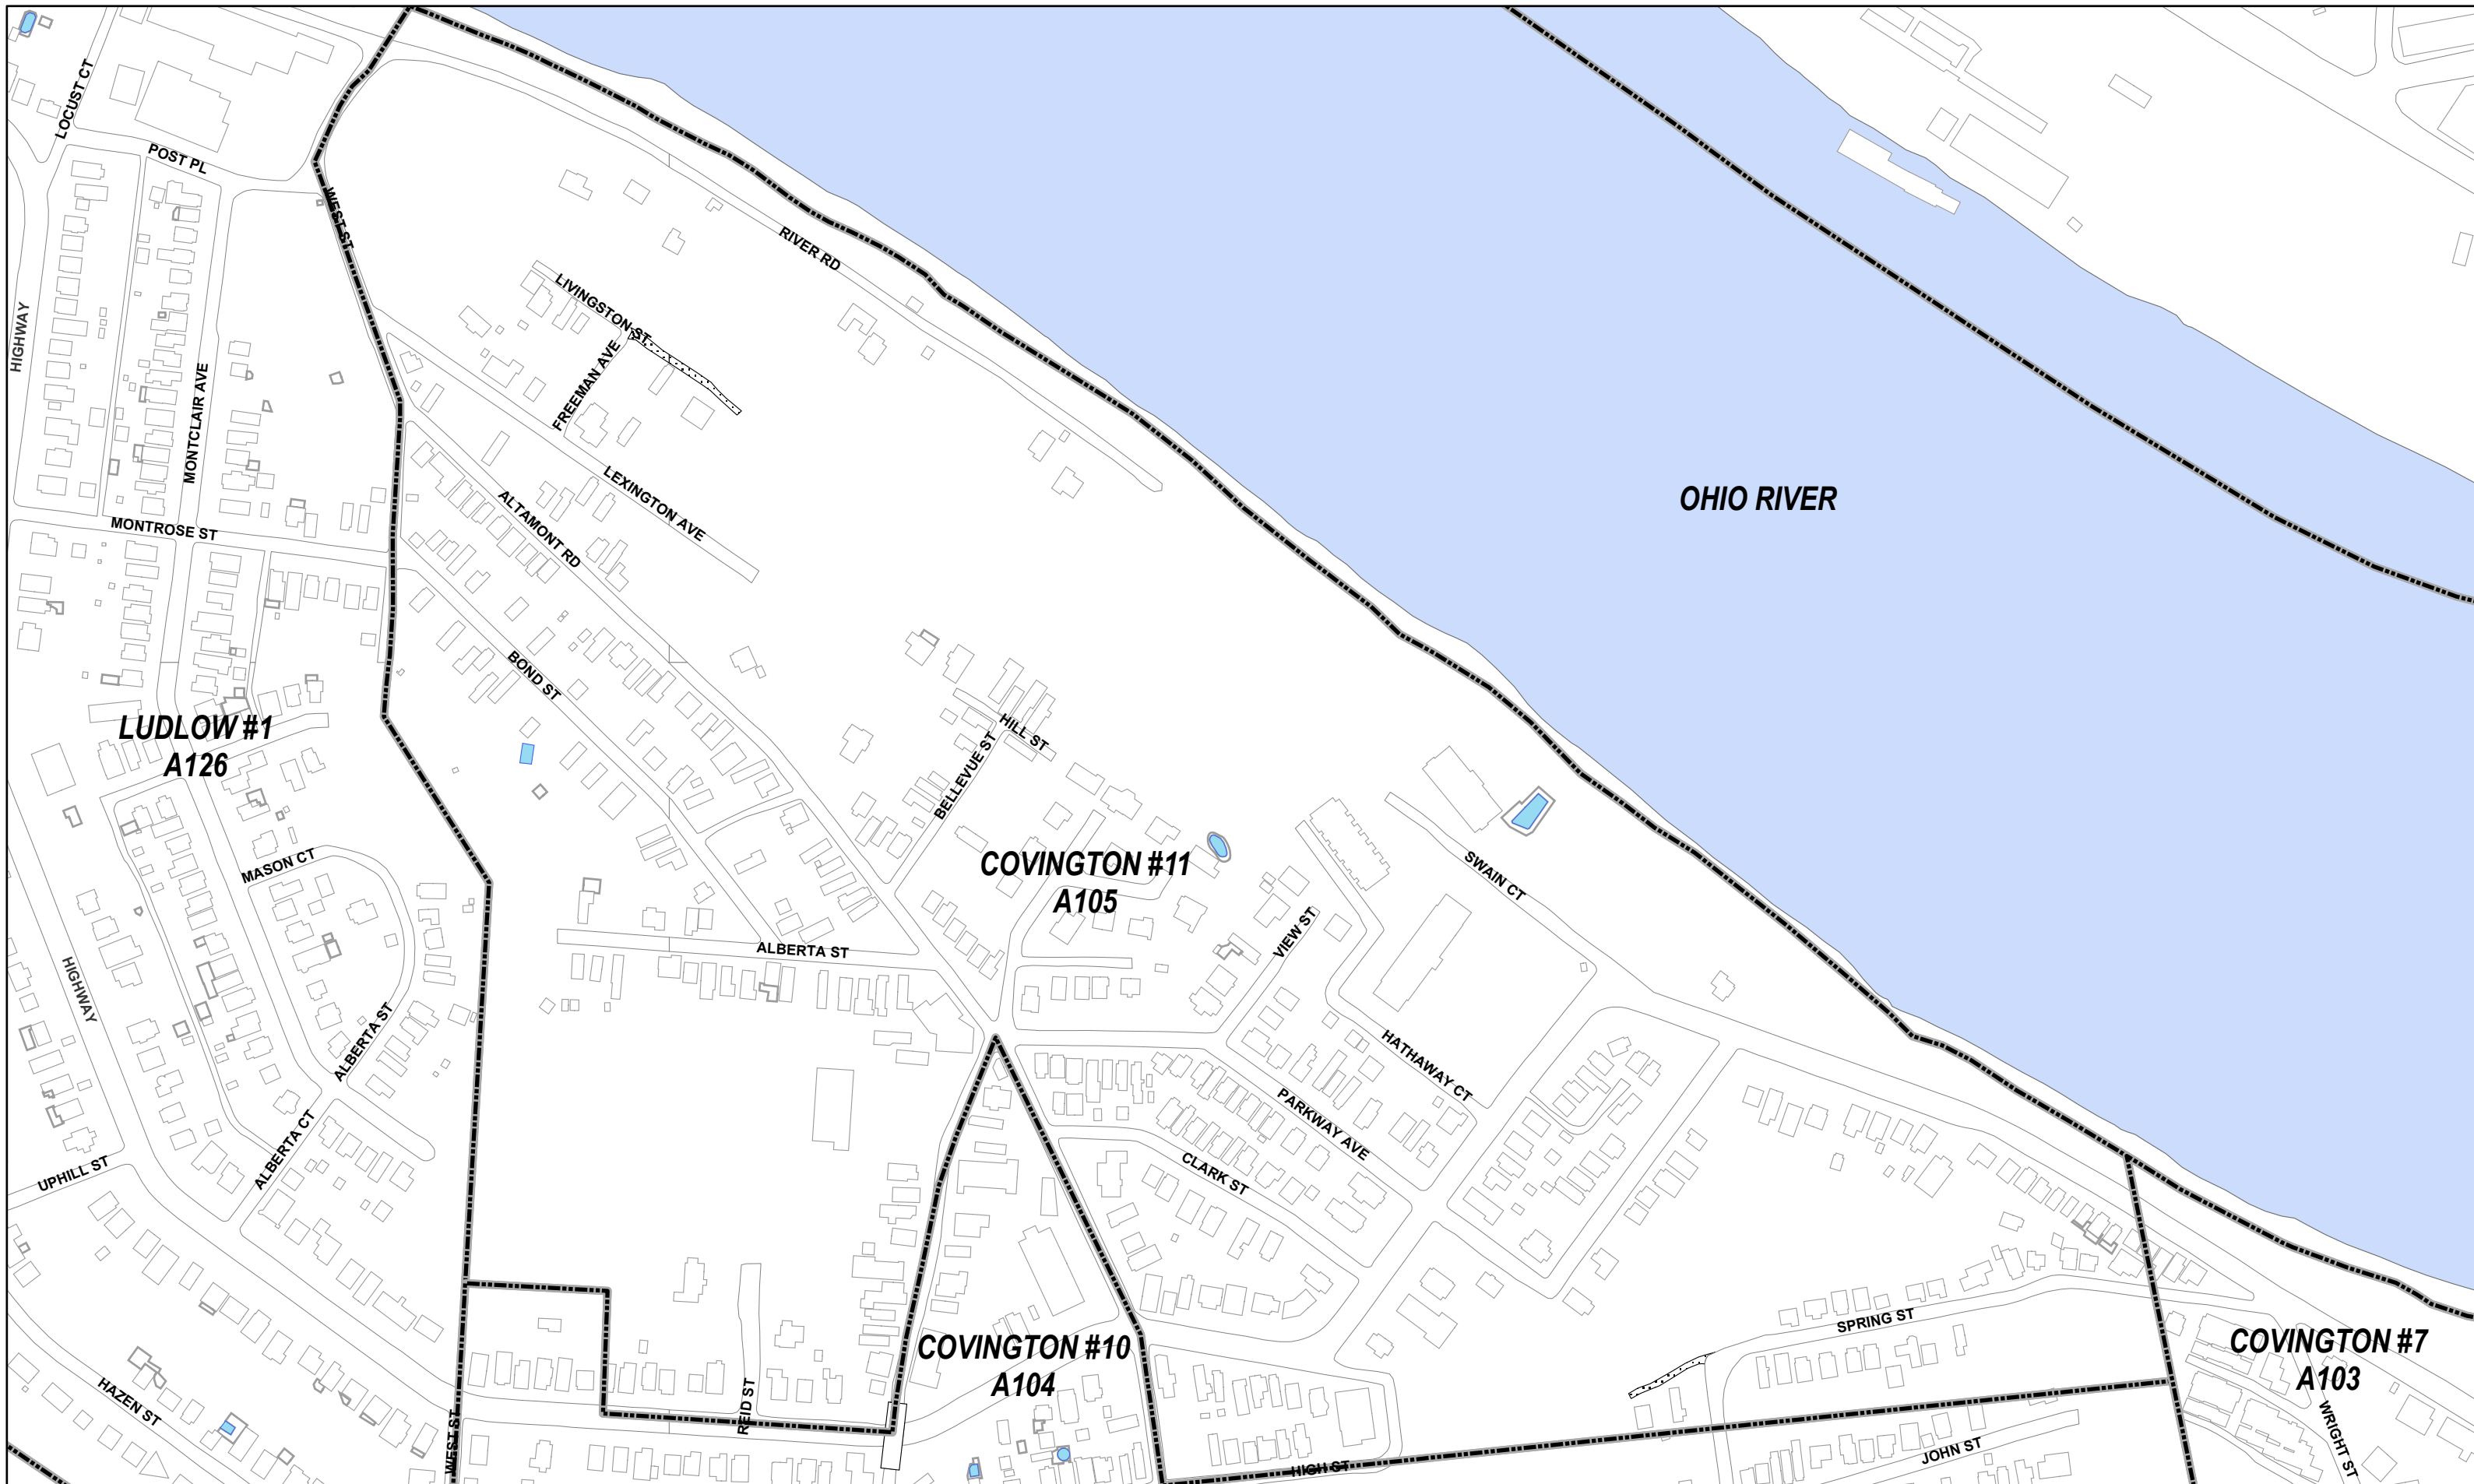 LOCUST CT
POST PL
WEST ST
RIVER RD
LIVINGSTON ST
HIGHWAY
FREEMAN AVE
MONTCLAIR AVE
LEXINGTON AVE
ALTAMONT RD
MONTROSE ST
OHIO RIVER
BOND ST
LUDLOW #1
A126
HILL ST
BELLEVUE ST
MASON CT
COVINGTON #11
A105
SWAIN CT
VIEW ST
ALBERTA ST
HIGHWAY
ALBERTA ST
HATHAWAY CT
PARKWAY AVE
ALBERTA CT
CLARK ST
UPHILL ST
SPRING ST
COVINGTON #10
A104
COVINGTON #7
A103
HAZEN ST
REID ST
WEST ST
WRIGHT ST
JOHN ST
HIGH ST